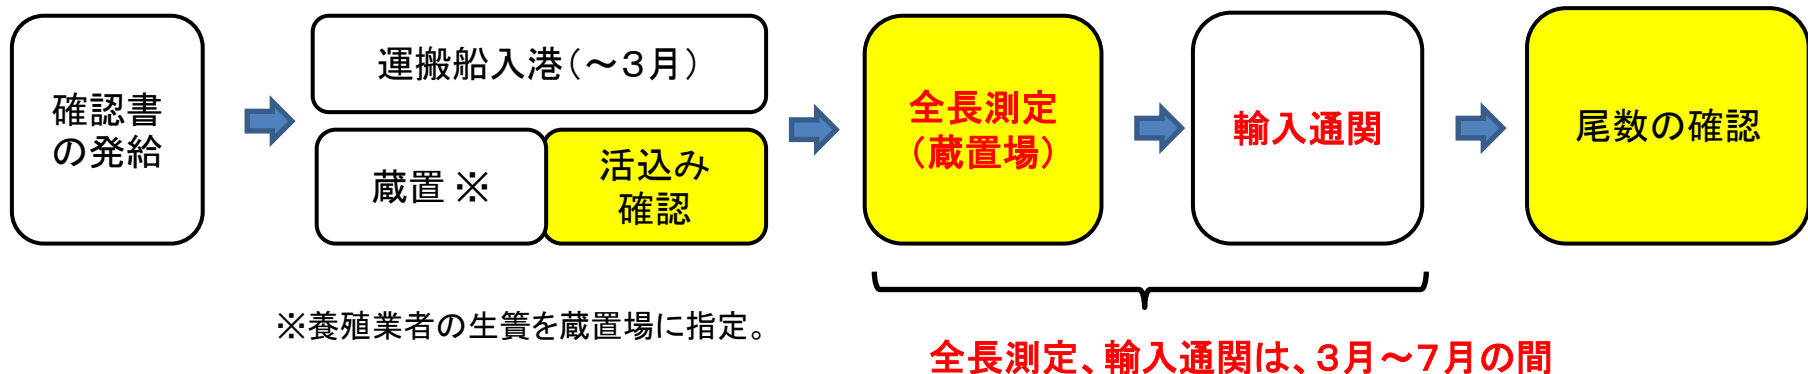 確認書
の発給
運搬船入港（～３月）
蔵置 ※
活込み
確認
全長測定
（蔵置場）
輸入通関
尾数の確認
※養殖業者の生簀を蔵置場に指定。
全長測定、輸入通関は、３月～７月の間